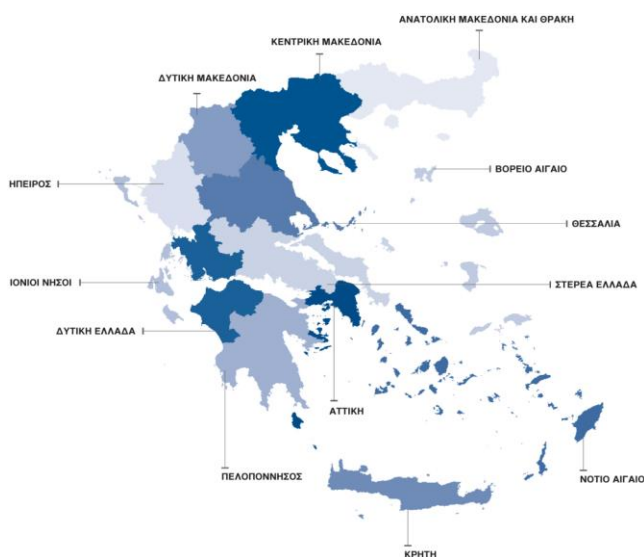 ΑΝΑΤΟΛΙΚΗ ΜΑΚΕΔΟΝΙΑ ΚΑΙ ΘΡΑΚΗ
ΚΕΝΤΡΙΚΗ ΜΑΚΕΔΟΝΙΑ
ΔΥΤΙΚΗ ΜΑΚΕΔΟΝΙΑ
ΒΟΡΕΙΟ ΑΙΓΑΙΟ
ΗΠΕΙΡΟΣ
ΘΕΣΣΑΛΙΑ
ΙΟΝΙΟΙ ΝΗΣΟΙ
ΣΤΕΡΕΑ ΕΛΛΑΔΑ
ΔΥΤΙΚΗ ΕΛΛΑΔΑ
ΑΤΤΙΚΗ
ΠΕΛΟΠΟΝΝΗΣΟΣ
ΝΟΤΙΟ ΑΙΓΑΙΟ
ΚΡΗΤΗ